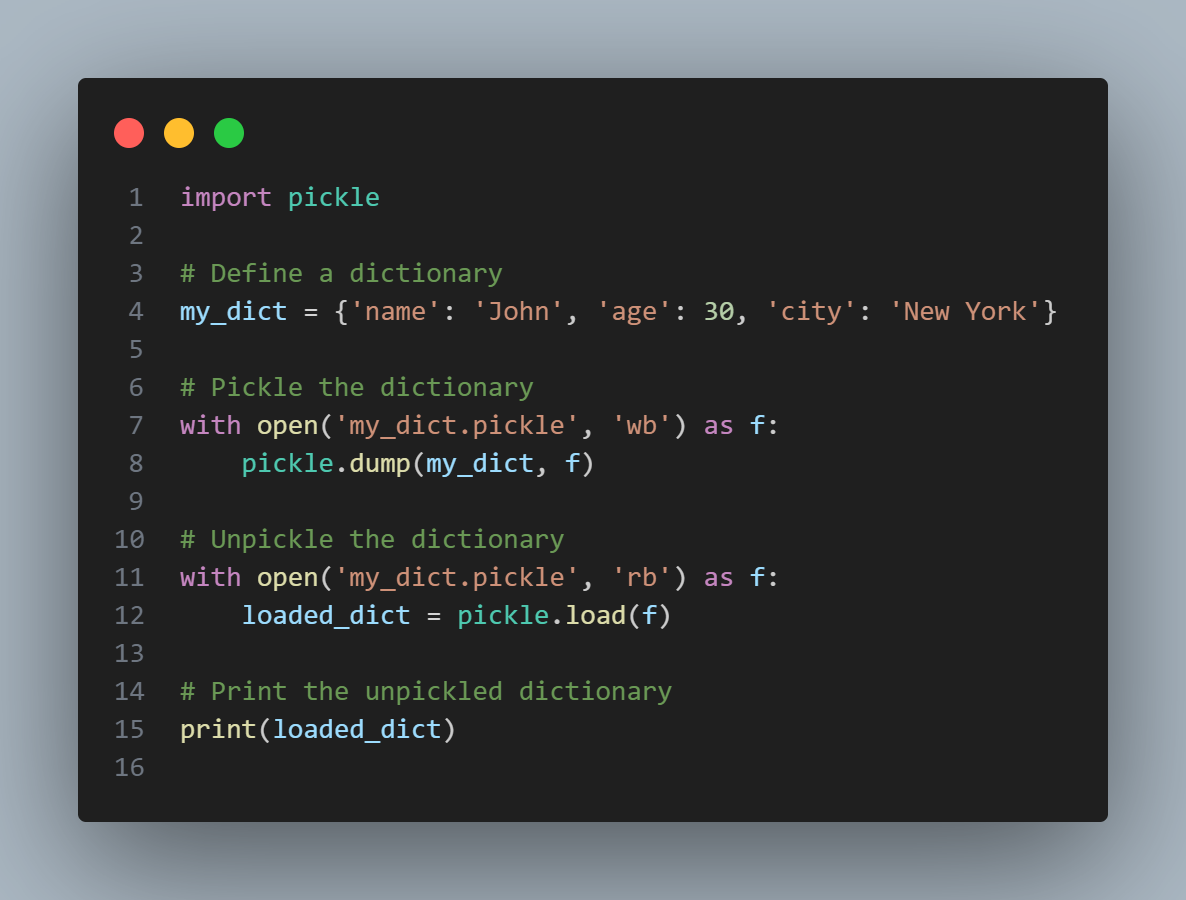 1 import pickle
2
3 # Define a dictionary
4 my_dict = {'name': 'John', 'age': 30, 'city': 'New York'}
5
6 # Pickle the dictionary
7 with open('my_dict.pickle', 'wb') as f:
8     pickle.dump(my_dict, f)
9
10 # Unpickle the dictionary
11 with open('my_dict.pickle', 'rb') as f:
12     loaded_dict = pickle.load(f)
13
14 # Print the unpickled dictionary
15 print(loaded_dict)
16